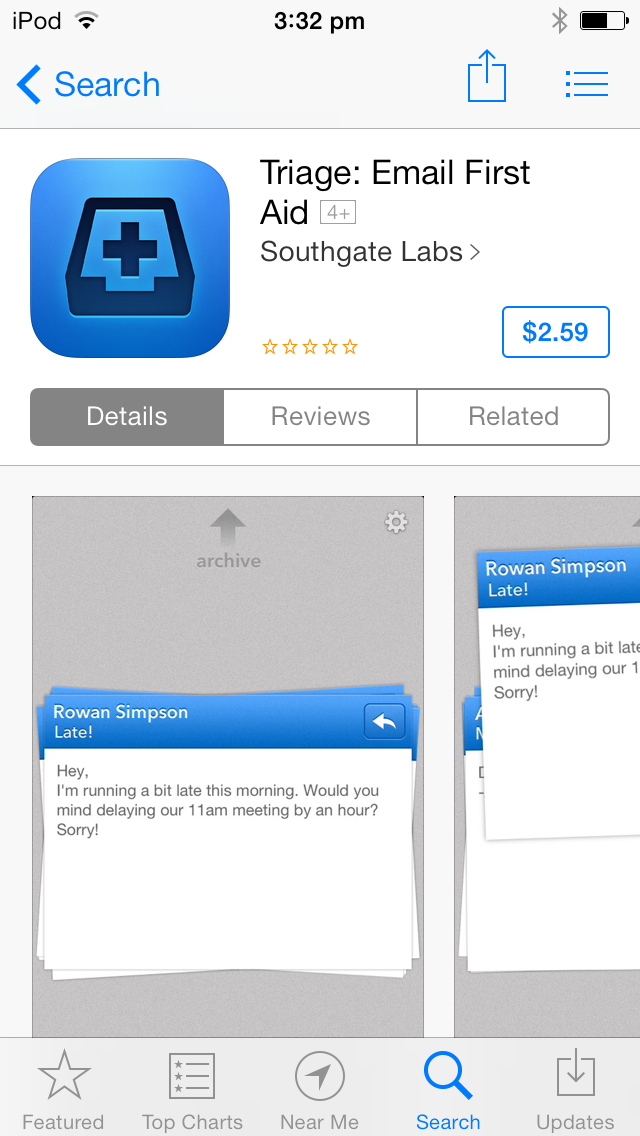 iPod 3:32 pm
Search
Triage: Email First
Aid 4+
Southgate Labs
$2.59
Details Reviews Related
archive
Rowan Simpson
Late!
Hey,
I'm running a bit late this morning. Would you
mind delaying our 11am meeting by an hour?
Sorry!
Rowan Simpson
Late!
Hey,
I'm running a bit late
mind delaying our 1
Sorry!
Featured Top Charts Near Me Search Updates